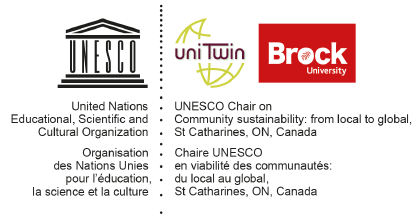 UNESCO
uniTwin
Brock
University
United Nations
Educational, Scientific and
Cultural Organization
UNESCO Chair on
Community sustainability: from local to global,
St Catharines, ON, Canada
Organisation
des Nations Unies
pour l'éducation,
la science et la culture
Chaire UNESCO
en viabilité des communautés:
du local au global,
St Catharines, ON, Canada